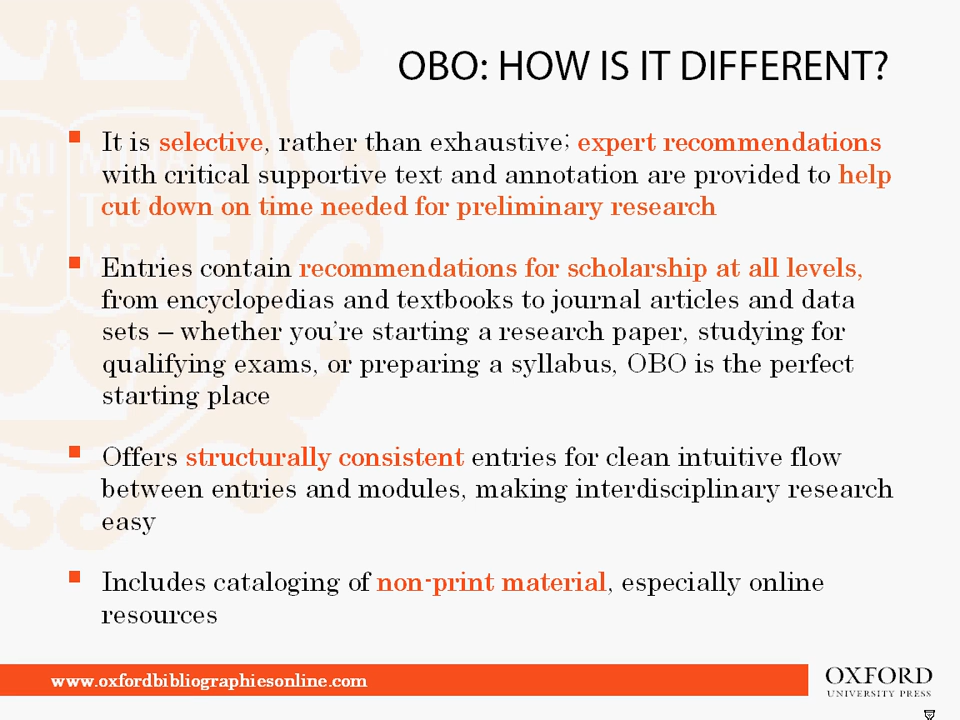 OBO: HOW IS IT DIFFERENT?
It is selective, rather than exhaustive; expert recommendations
with critical supportive text and annotation are provided to help
cut down on time needed for preliminary research
Entries contain recommendations for scholarship at all levels,
from encyclopedias and textbooks to journal articles and data
sets – whether you're starting a research paper, studying for
qualifying exams, or preparing a syllabus, OBO is the perfect
starting place
Offers structurally consistent entries for clean intuitive flow
between entries and modules, making interdisciplinary research
easy
Includes cataloging of non-print material, especially online
resources
www.oxfordbibliographiesonline.com
OXFORD
UNIVERSITY PRESS